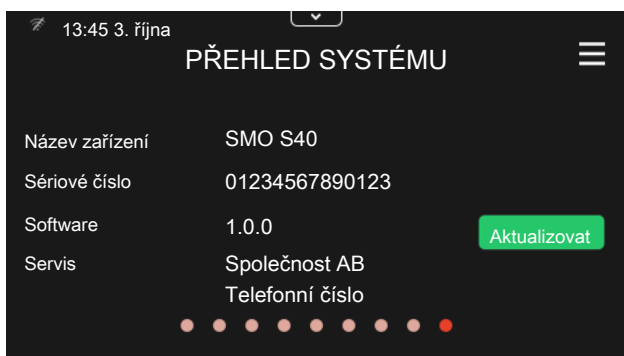 13:45 3. října
PŘEHLED SYSTÉMU
Název zařízení SMO S40
Sériové číslo 01234567890123
Software 1.0.0 Aktualizovat
Servis Společnost AB
Telefonní číslo